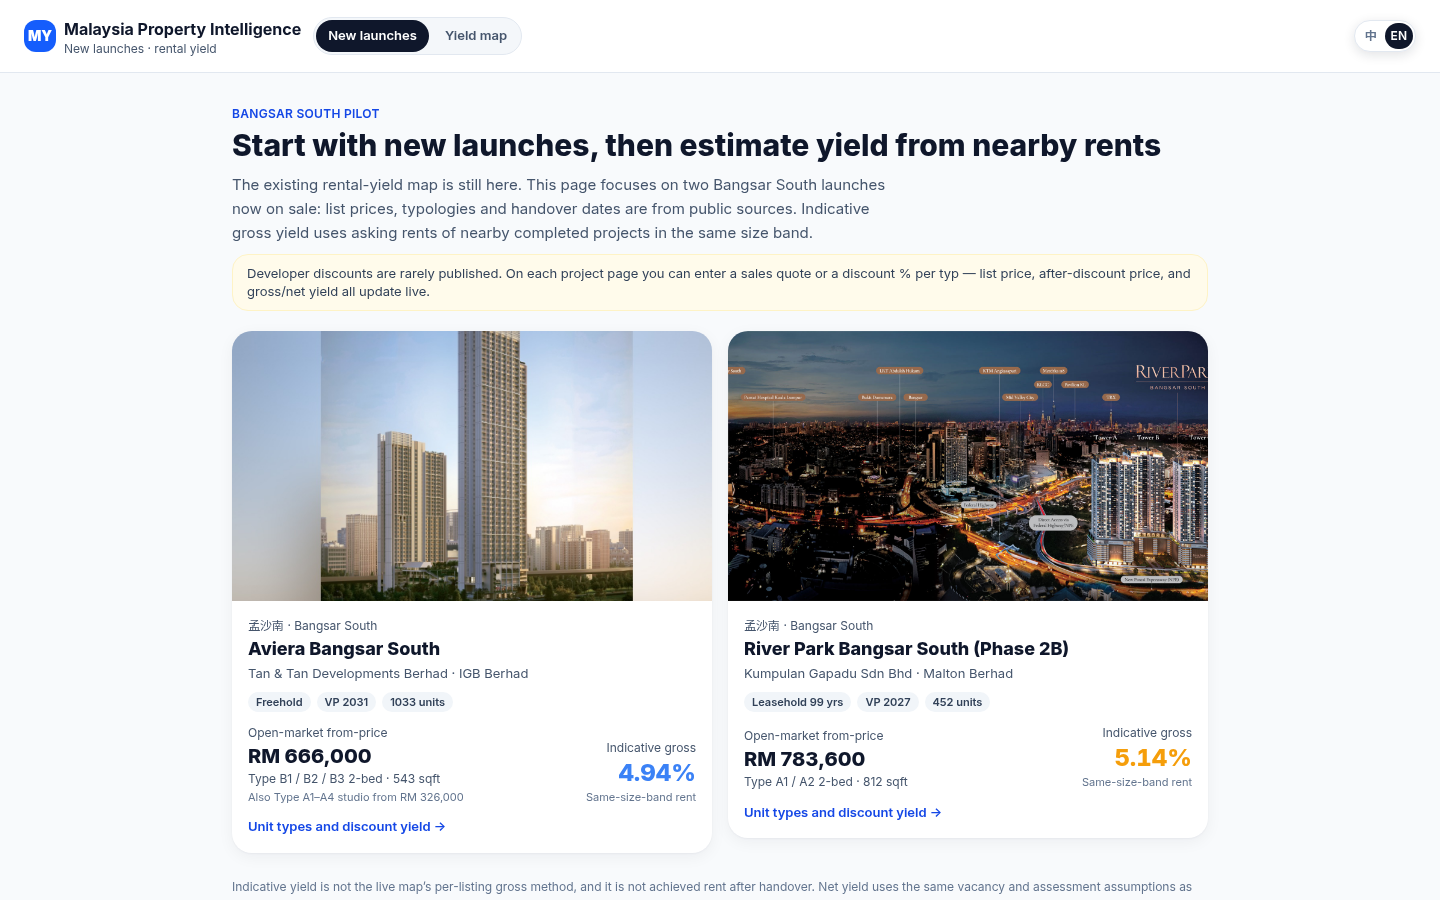 MY
Malaysia Property Intelligence
New launches · rental yield
New launches
Yield map
中
EN
BANGSAR SOUTH PILOT
Start with new launches, then estimate yield from nearby rents
The existing rental-yield map is still here. This page focuses on two Bangsar South launches
now on sale: list prices, typologies and handover dates are from public sources. Indicative
gross yield uses asking rents of nearby completed projects in the same size band.
Developer discounts are rarely published. On each project page you can enter a sales quote or a discount % per typ — list price, after-discount price, and
gross/net yield all update live.
RIVERPAR
BANGSAR SOUTH
Tower A
Tower B
Tower
Federal Highway
孟沙南 · Bangsar South
Aviera Bangsar South
Tan & Tan Developments Berhad · IGB Berhad
Freehold
VP 2031
1033 units
Open-market from-price
RM 666,000
Type B1 / B2 / B3 2-bed · 543 sqft
Also Type A1–A4 studio from RM 326,000
Indicative gross
4.94%
Same-size-band rent
Unit types and discount yield →
孟沙南 · Bangsar South
River Park Bangsar South (Phase 2B)
Kumpulan Gapadu Sdn Bhd · Malton Berhad
Leasehold 99 yrs
VP 2027
452 units
Open-market from-price
RM 783,600
Type A1 / A2 2-bed · 812 sqft
Indicative gross
5.14%
Same-size-band rent
Unit types and discount yield →
Indicative yield is not the live map’s per-listing gross method, and it is not achieved rent after handover. Net yield uses the same vacancy and assessment assumptions as